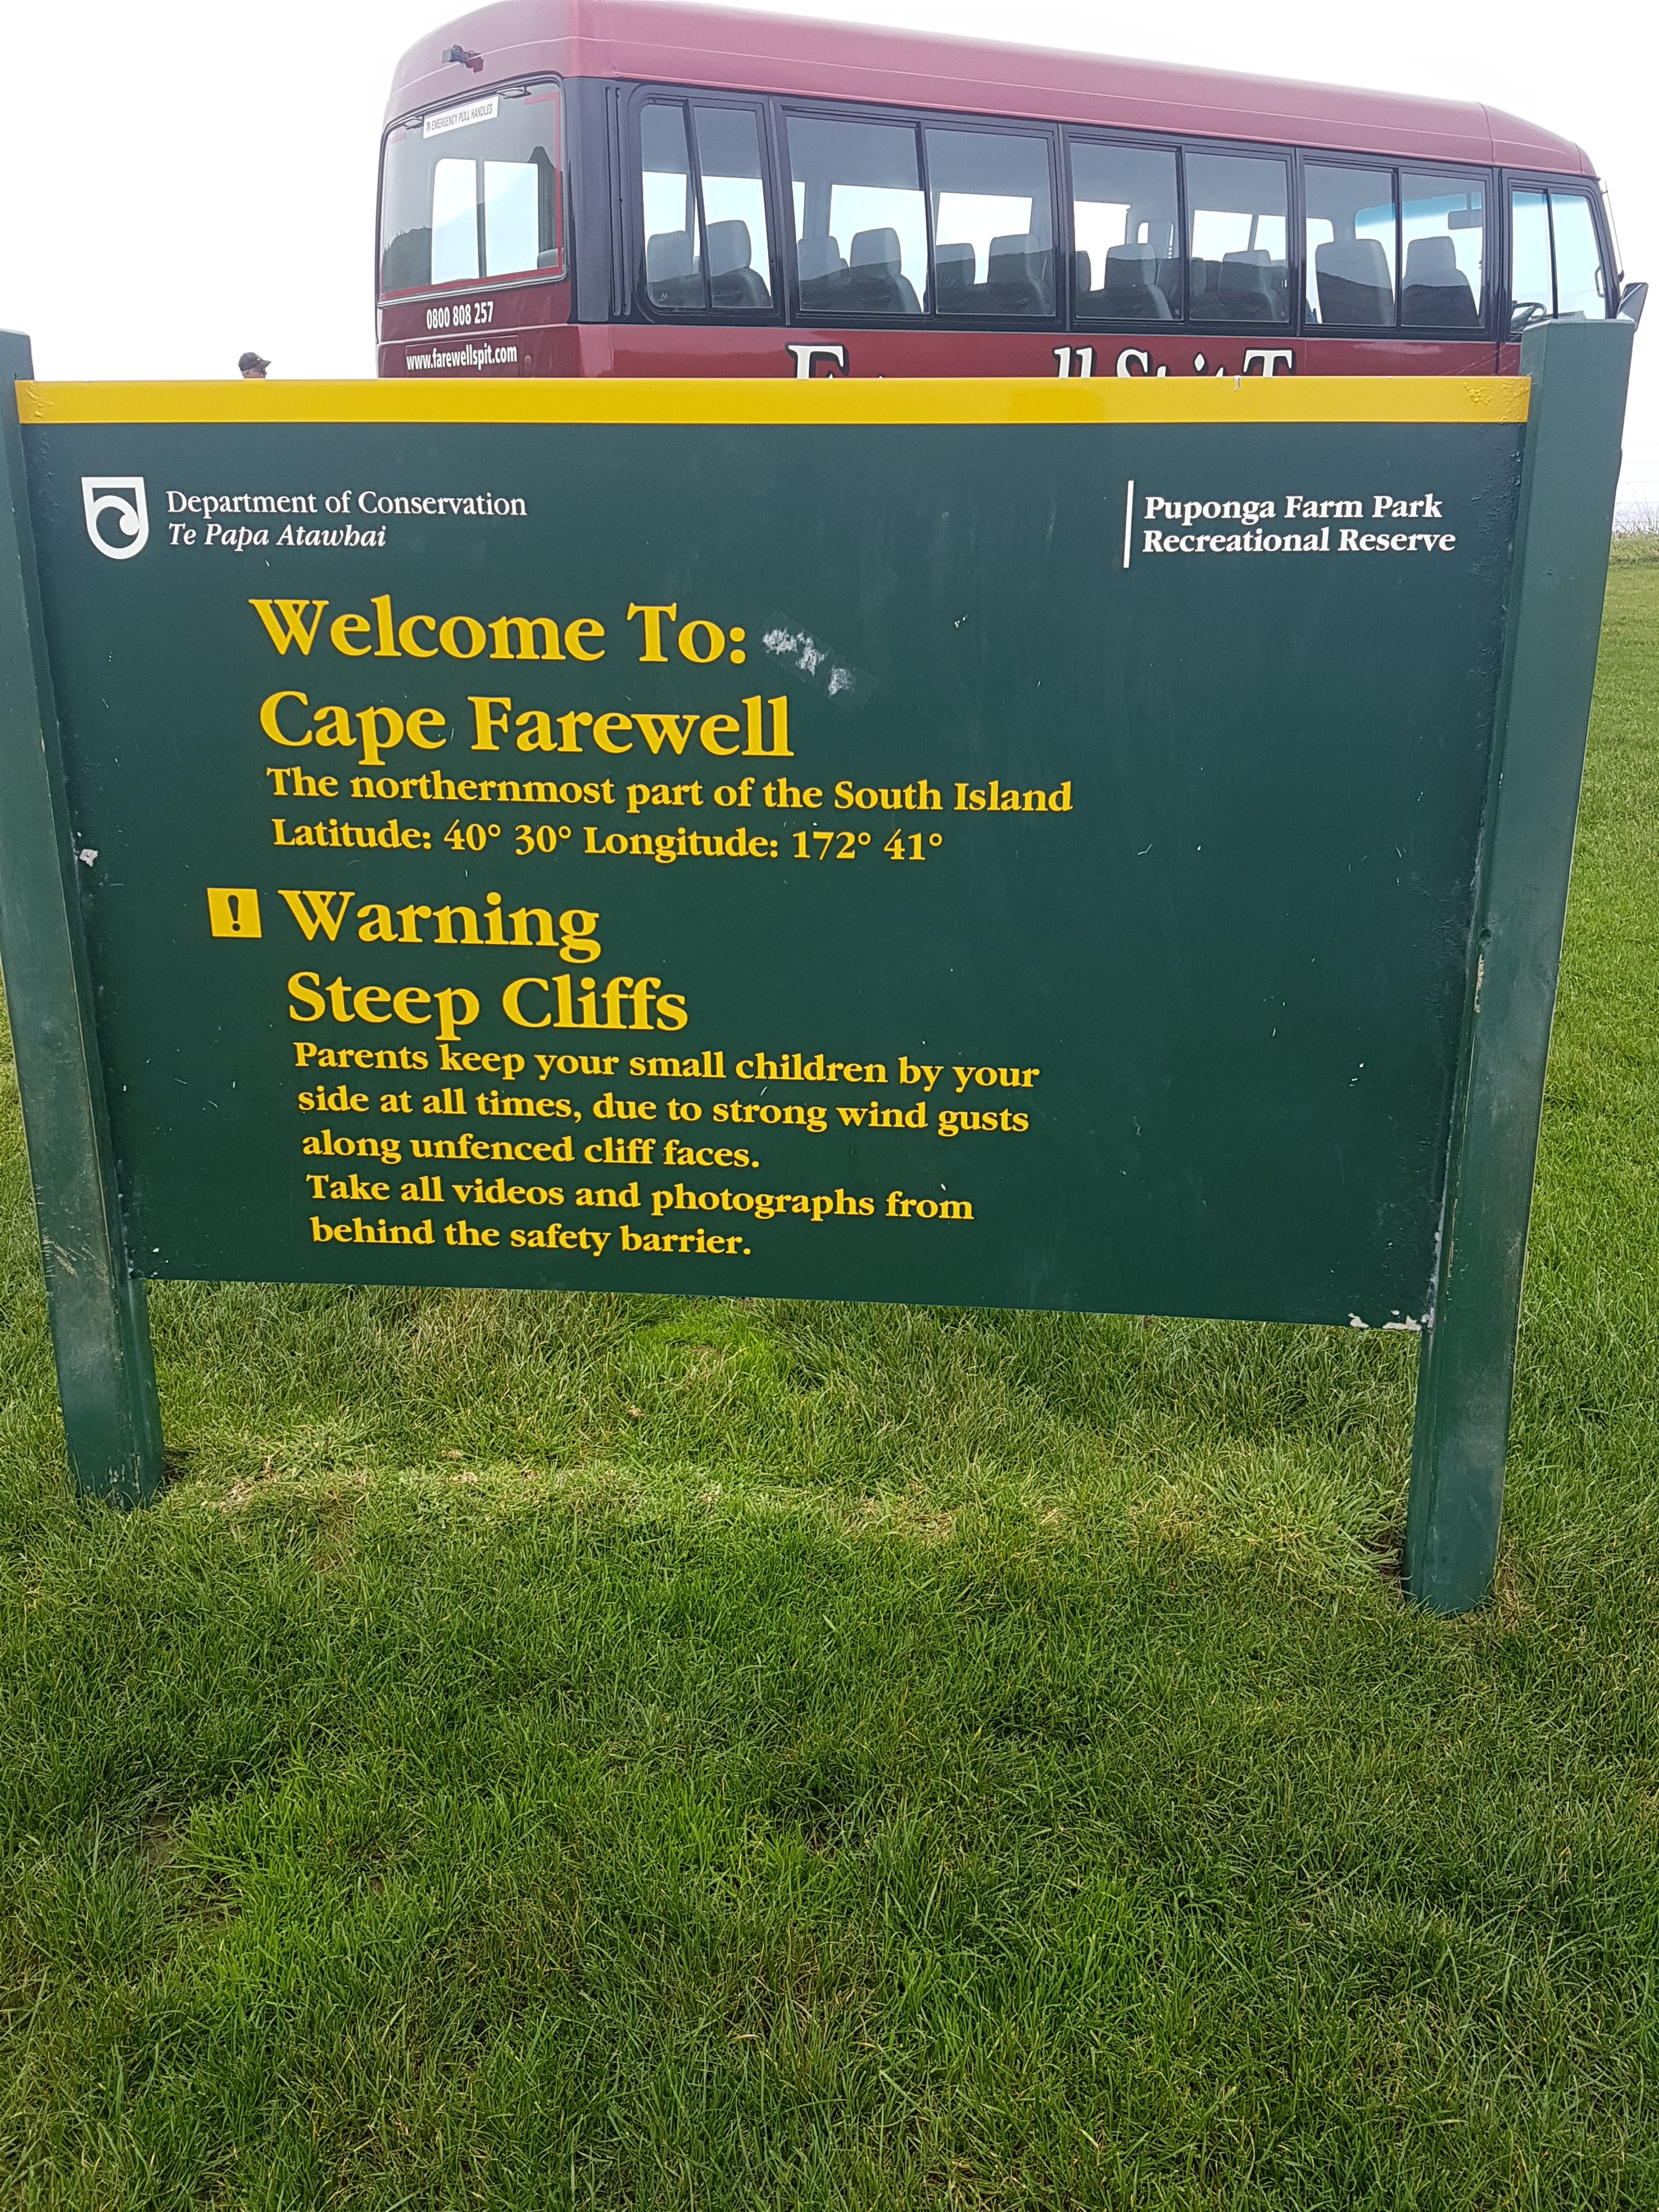 EMERGENCY PULL HANDLES
0800 808 257
www.farewellspit.com
Department of Conservation
Te Papa Atawhai
Puponga Farm Park
Recreational Reserve
Welcome To:
Cape Farewell
The northernmost part of the South Island
Latitude: 40° 30° Longitude: 172° 41°
! Warning
Steep Cliffs
Parents keep your small children by your
side at all times, due to strong wind gusts
along unfenced cliff faces.
Take all videos and photographs from
behind the safety barrier.